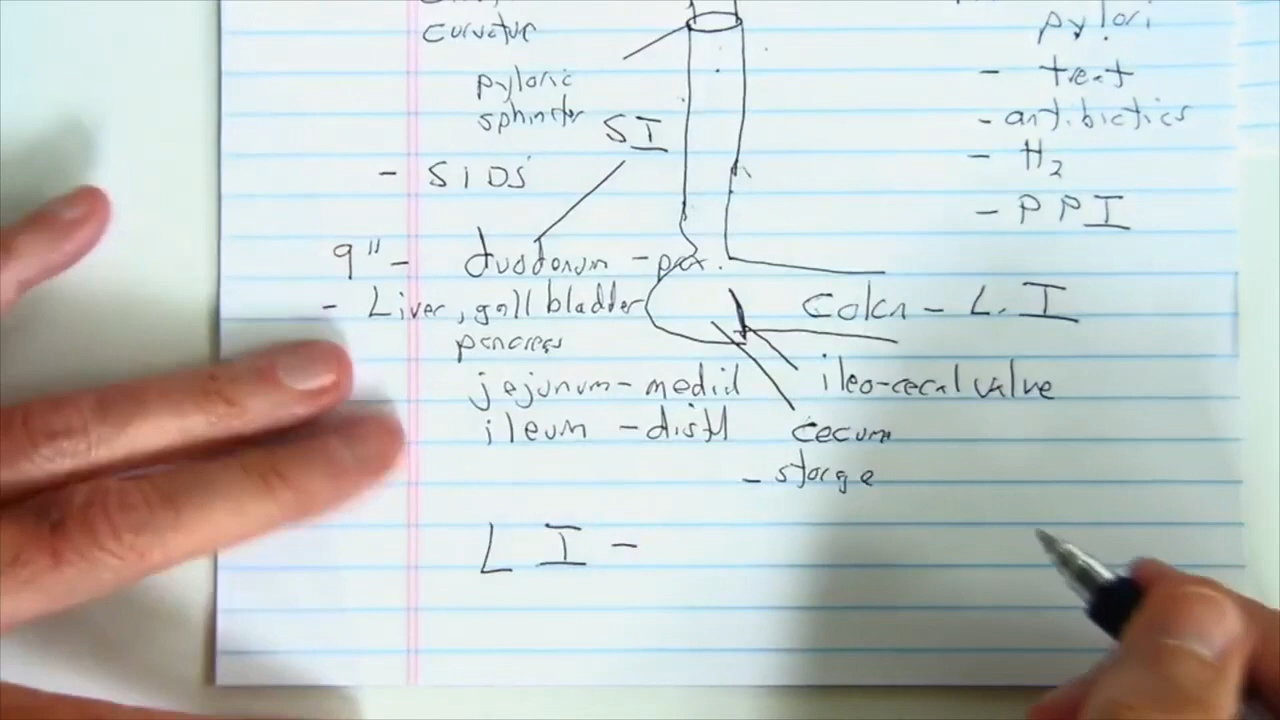 curvature
pyloric
sphincter
SI
- SIDS
9" - duodenum - prox.
- Liver, gall bladder
pancreas
jejunum - medial
ileum - distal
Colon - L.I
ileo-cecal valve
cecum
- storge
LI -
pylori
- treat
- antibiotics
- H2
- PPI